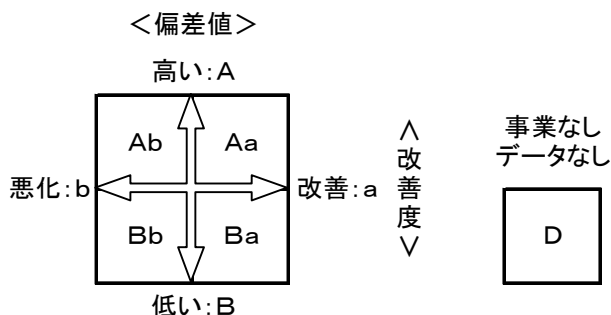 ＜偏差値＞
高い：A
Ab
Aa
悪化：b
改善：a
Bb
Ba
低い：B
＜改善度＞
事業なし
データなし
D